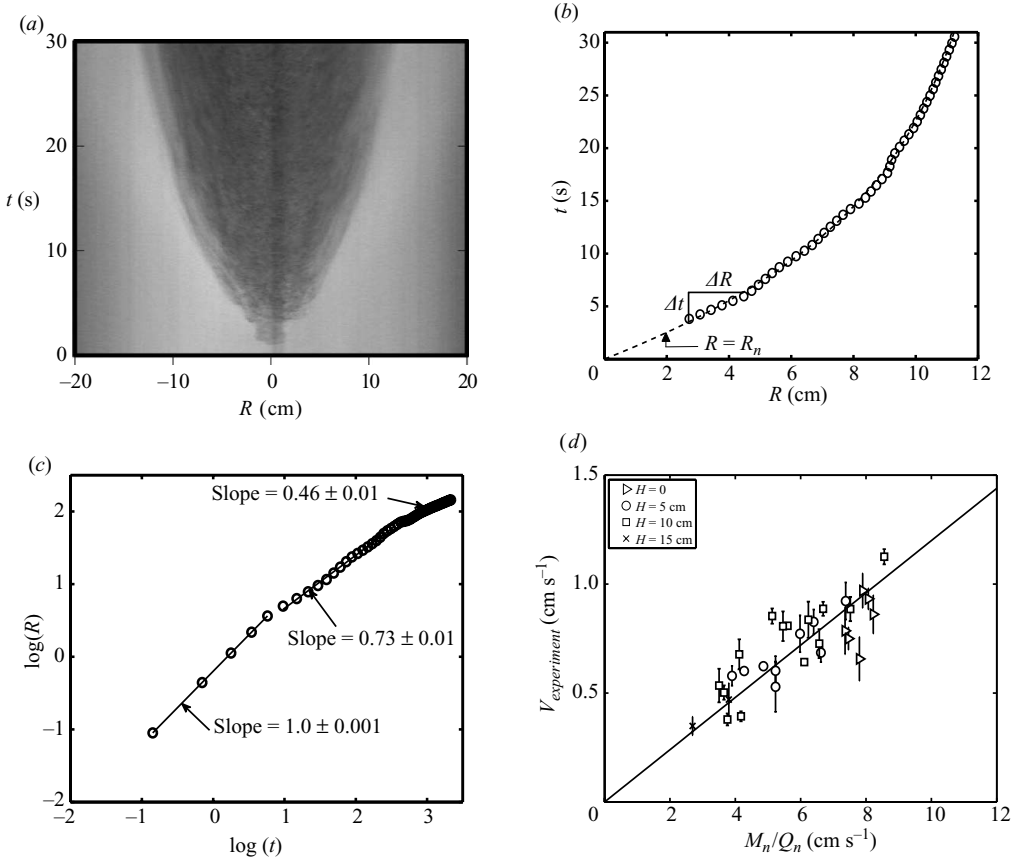 (a)
30
20
t (s)
10
0
−20
−10
0
10
20
R (cm)
(b)
30
25
20
t (s)
15
10
5
0
2
4
6
8
10
12
ΔR
Δt
R = Rₙ
R (cm)
(c)
Slope = 0.46 ± 0.01
2
1
log(R)
0
Slope = 0.73 ± 0.01
−1
Slope = 1.0 ± 0.001
−2
−2
−1
0
1
2
3
log (t)
(d)
1.5
H = 0
H = 5 cm
H = 10 cm
H = 15 cm
1.0
V_experiment (cm s⁻¹)
0.5
0
2
4
6
8
10
12
Mₙ/Qₙ (cm s⁻¹)